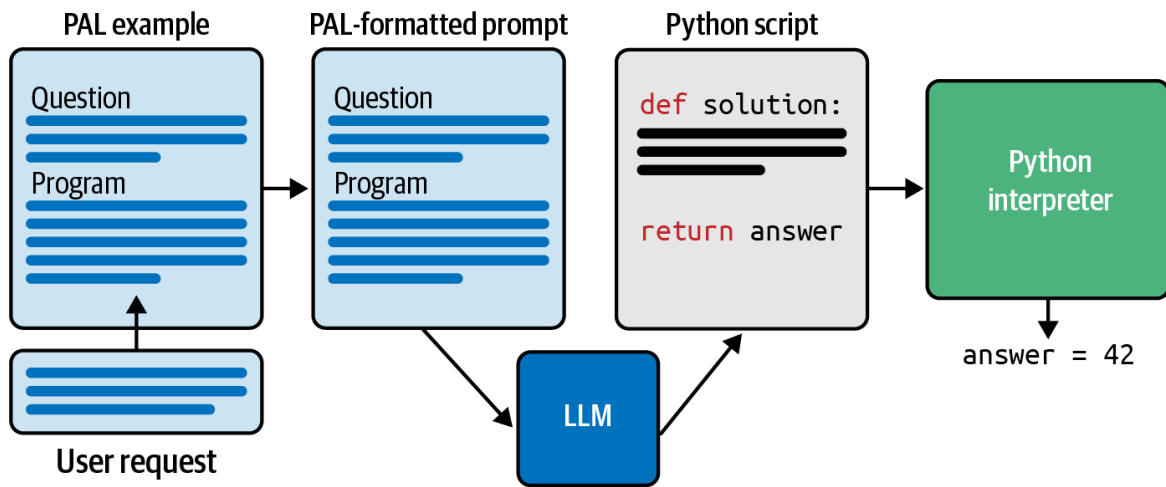 PAL example
Question
Program
User request
PAL-formatted prompt
Question
Program
LLM
Python script
def solution:
return answer
Python
interpreter
answer = 42